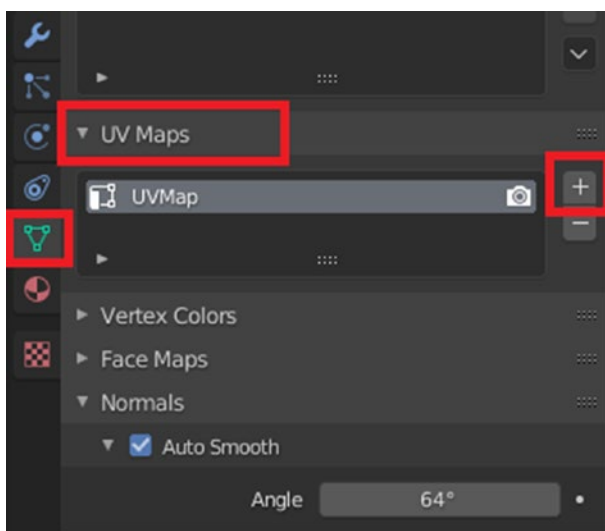 UV Maps
UVMap
+
−
Vertex Colors
Face Maps
Normals
Auto Smooth
Angle 64°